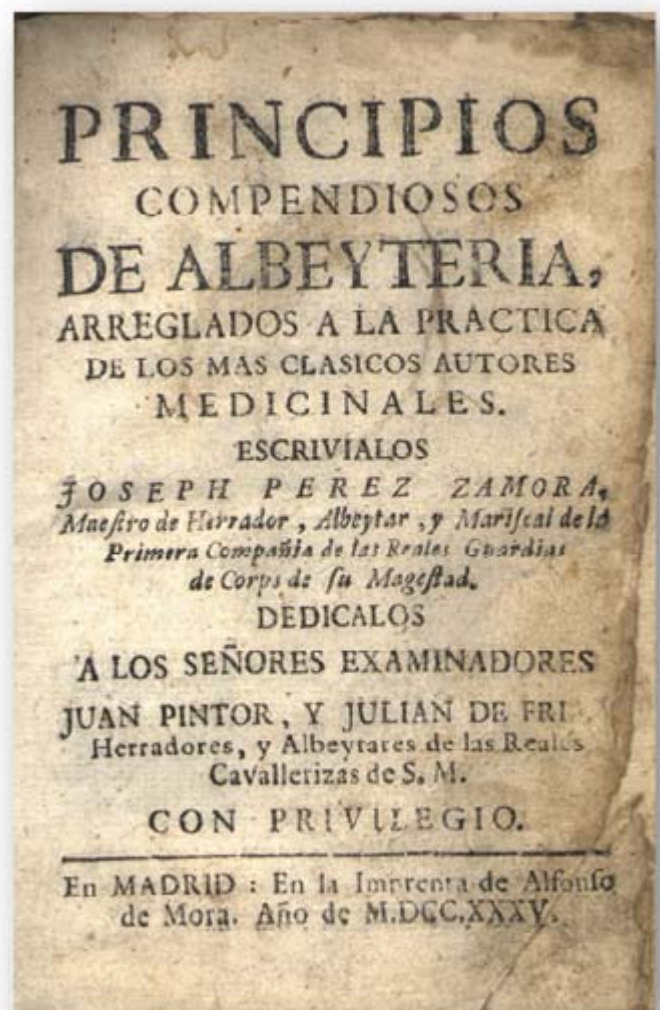 PRINCIPIOS
COMPENDIOSOS
DE ALBEYTERIA,
ARREGLADOS A LA PRACTICA
DE LOS MAS CLASICOS AUTORES
MEDICINALES.
ESCRIVIALOS
JOSEPH PEREZ ZAMORA,
Maeſtro de Herrador, Albeytar, y Mariſcal de la
Primera Compañia de las Reales Guardias
de Corps de ſu Mageſtad.
DEDICALOS
A LOS SEÑORES EXAMINADORES
JUAN PINTOR, Y JULIAN DE
Herradores, y Albeytares de las Reales
Cavallerizas de S. M.
CON PRIVILEGIO.
En MADRID : En la Imprenta de Alfonſo
de Mora. Año de M.DCC.XXXV.